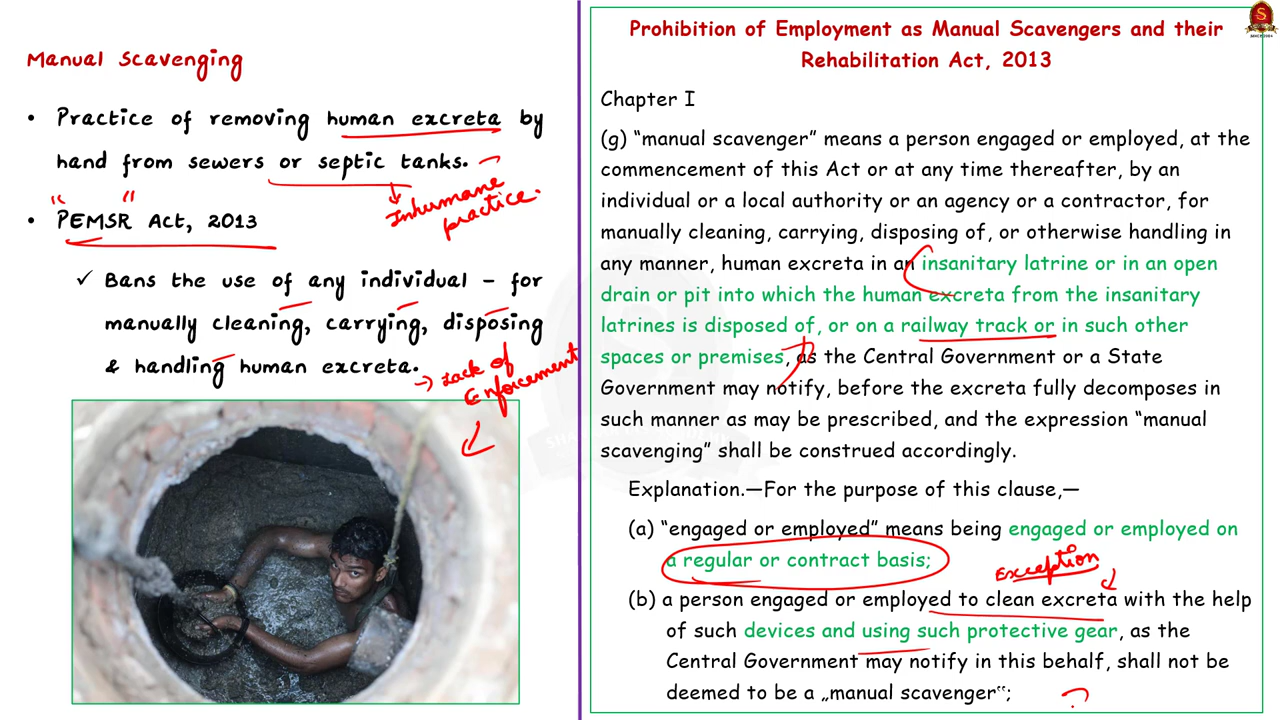 Manual Scavenging
• Practice of removing human excreta by
hand from sewers or septic tanks.
Inhumane
practice.
" "
• PEMSR Act, 2013
✓ Bans the use of any individual – for
manually cleaning, carrying, disposing
& handling human excreta.
→ Lack of
Enforcement
Prohibition of Employment as Manual Scavengers and their
Rehabilitation Act, 2013
Chapter I
(g) “manual scavenger” means a person engaged or employed, at the
commencement of this Act or at any time thereafter, by an
individual or a local authority or an agency or a contractor, for
manually cleaning, carrying, disposing of, or otherwise handling in
any manner, human excreta in an insanitary latrine or in an open
drain or pit into which the human excreta from the insanitary
latrines is disposed of, or on a railway track or in such other
spaces or premises, as the Central Government or a State
Government may notify, before the excreta fully decomposes in
such manner as may be prescribed, and the expression “manual
scavenging” shall be construed accordingly.
Explanation.—For the purpose of this clause,—
(a) “engaged or employed” means being engaged or employed on
a regular or contract basis;
Exception
(b) a person engaged or employed to clean excreta with the help
of such devices and using such protective gear, as the
Central Government may notify in this behalf, shall not be
deemed to be a „manual scavenger‟;
?